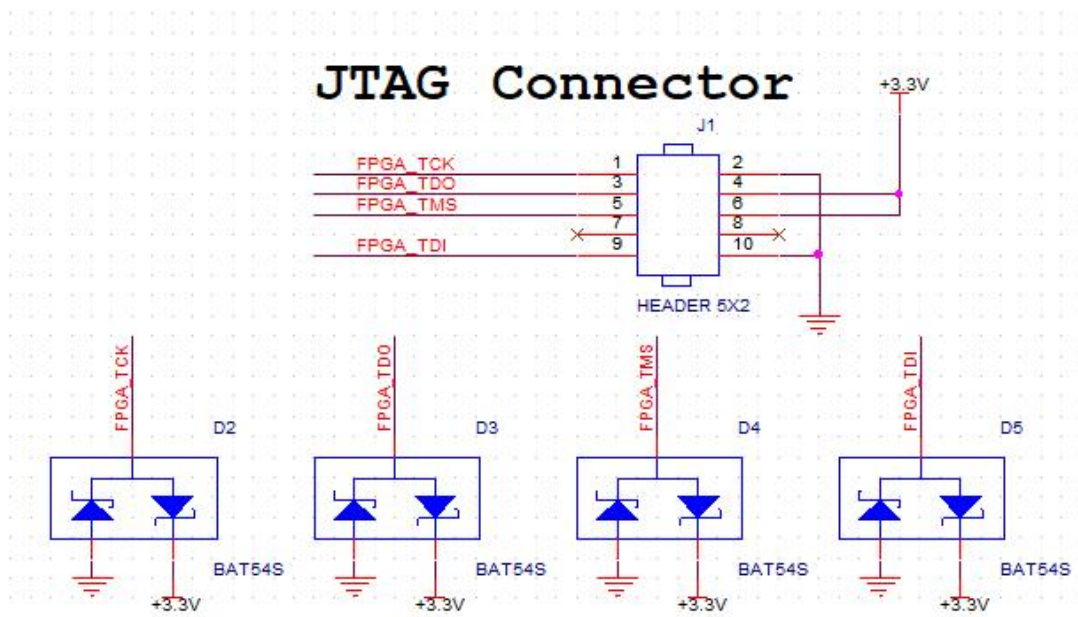 JTAG Connector
+3.3V
J1
FPGA_TCK 1 2
FPGA_TDO 3 4
FPGA_TMS 5 6
7 8
FPGA_TDI 9 10
HEADER 5X2
FPGA_TCK FPGA_TDO FPGA_TMS FPGA_TDI
D2 D3 D4 D5
BAT54S BAT54S BAT54S BAT54S
+3.3V +3.3V +3.3V +3.3V